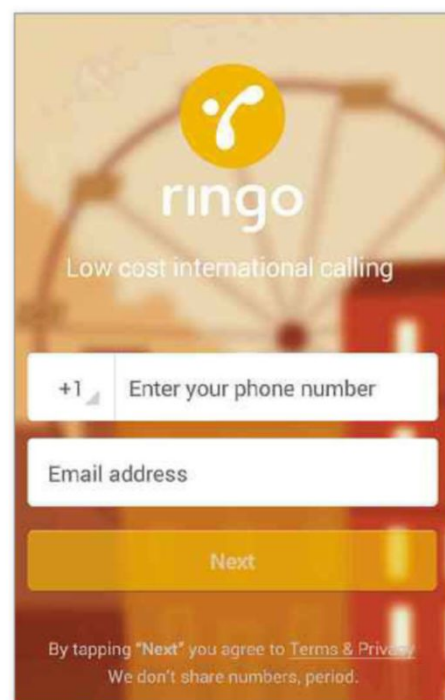 ringo
Low cost international calling
+1 Enter your phone number
Email address
Next
By tapping "Next" you agree to Terms & Privacy
We don't share numbers, period.